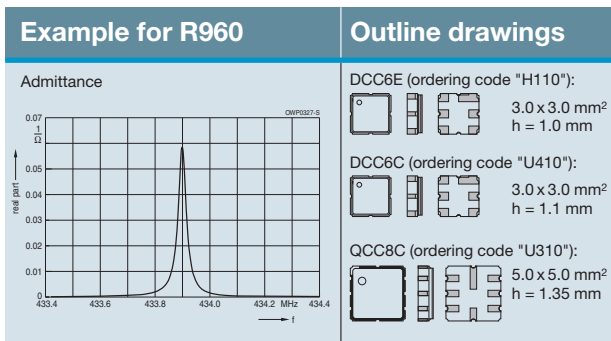 Example for R960
Admittance
OWP0327-S
0.07
1
Ω
0.05
0.04
0.03
0.02
0.01
0
real part
433.4 433.6 433.8 434.0 434.2 MHz 434.4
f
Outline drawings
DCC6E (ordering code "H110"):
3.0 x 3.0 mm²
h = 1.0 mm
DCC6C (ordering code "U410"):
3.0 x 3.0 mm²
h = 1.1 mm
QCC8C (ordering code "U310"):
5.0 x 5.0 mm²
h = 1.35 mm